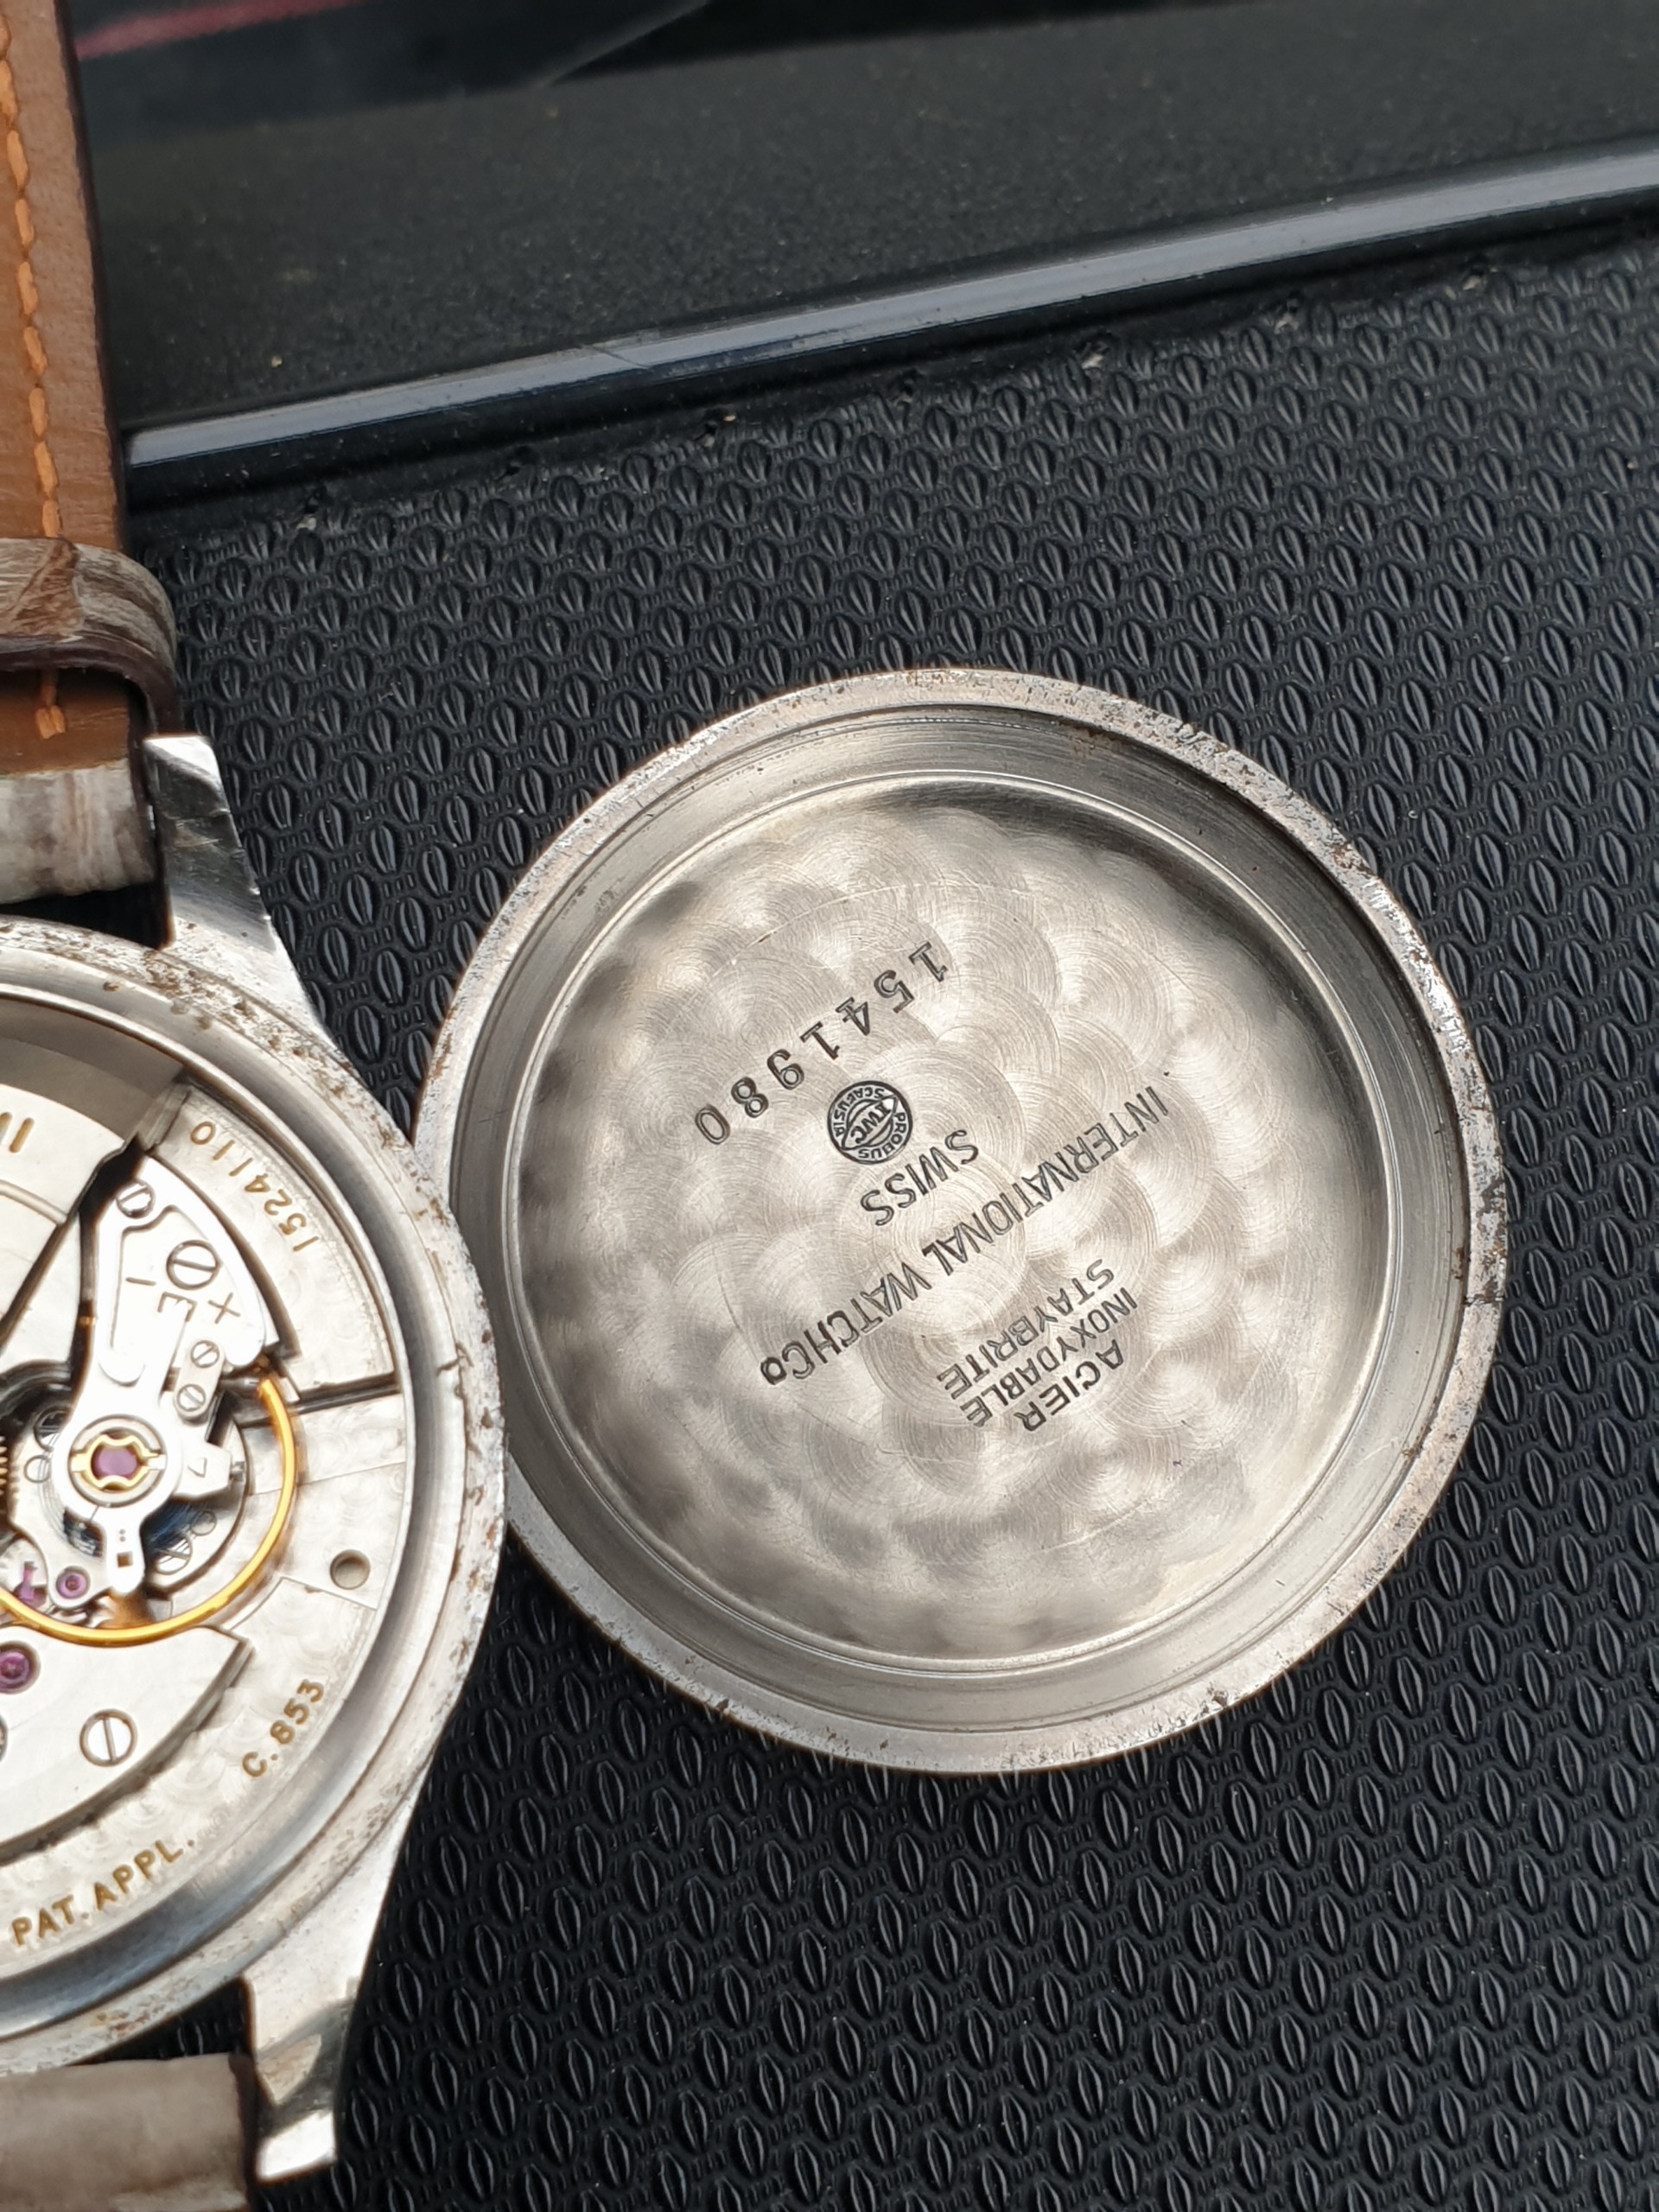 ACIER
INOXYDABLE
STAYBRITE
INTERNATIONAL WATCH Co
SWISS
PROBUS
IWC
SCAFUSIA
1541980
1524110
C. 853
PAT. APPL.